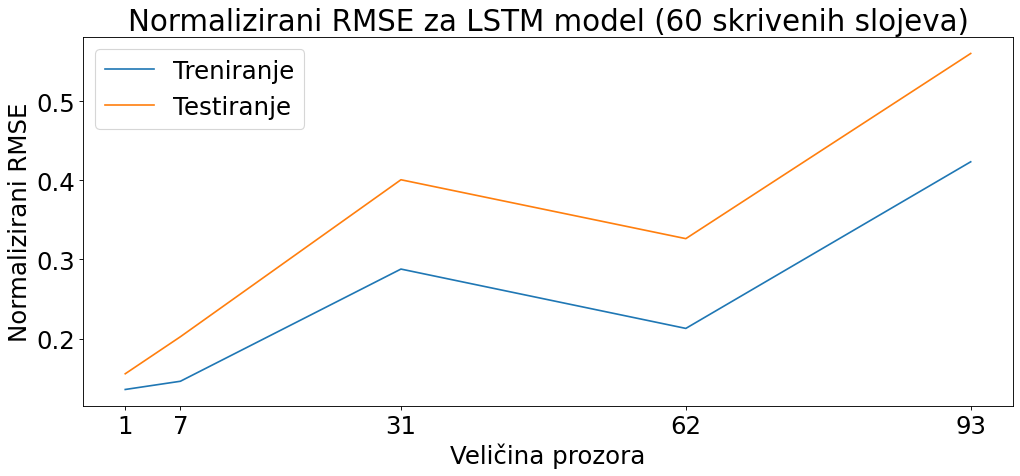 Normalizirani RMSE za LSTM model (60 skrivenih slojeva)
Treniranje
Testiranje
Normalizirani RMSE
0.5
0.4
0.3
0.2
1 7 31 62 93
Veličina prozora